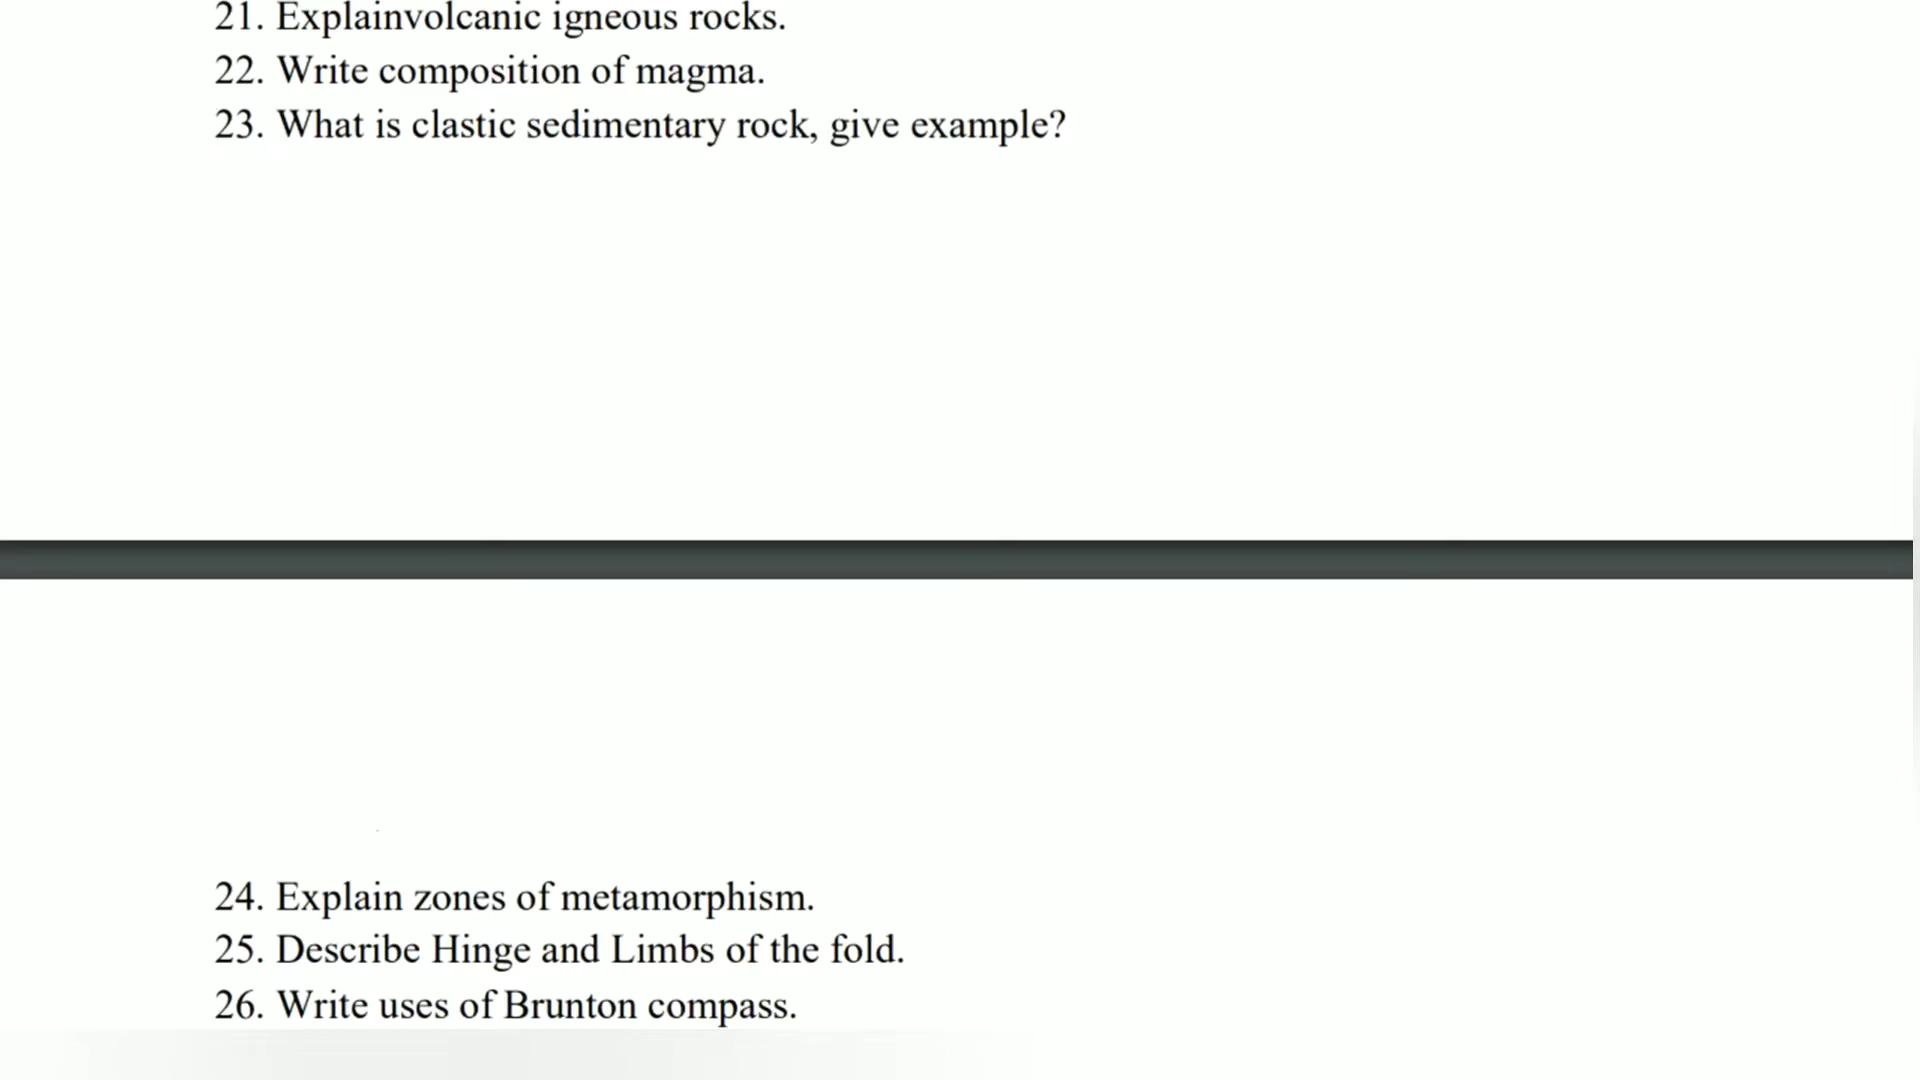 21. Explainvolcanic igneous rocks.
22. Write composition of magma.
23. What is clastic sedimentary rock, give example?
24. Explain zones of metamorphism.
25. Describe Hinge and Limbs of the fold.
26. Write uses of Brunton compass.